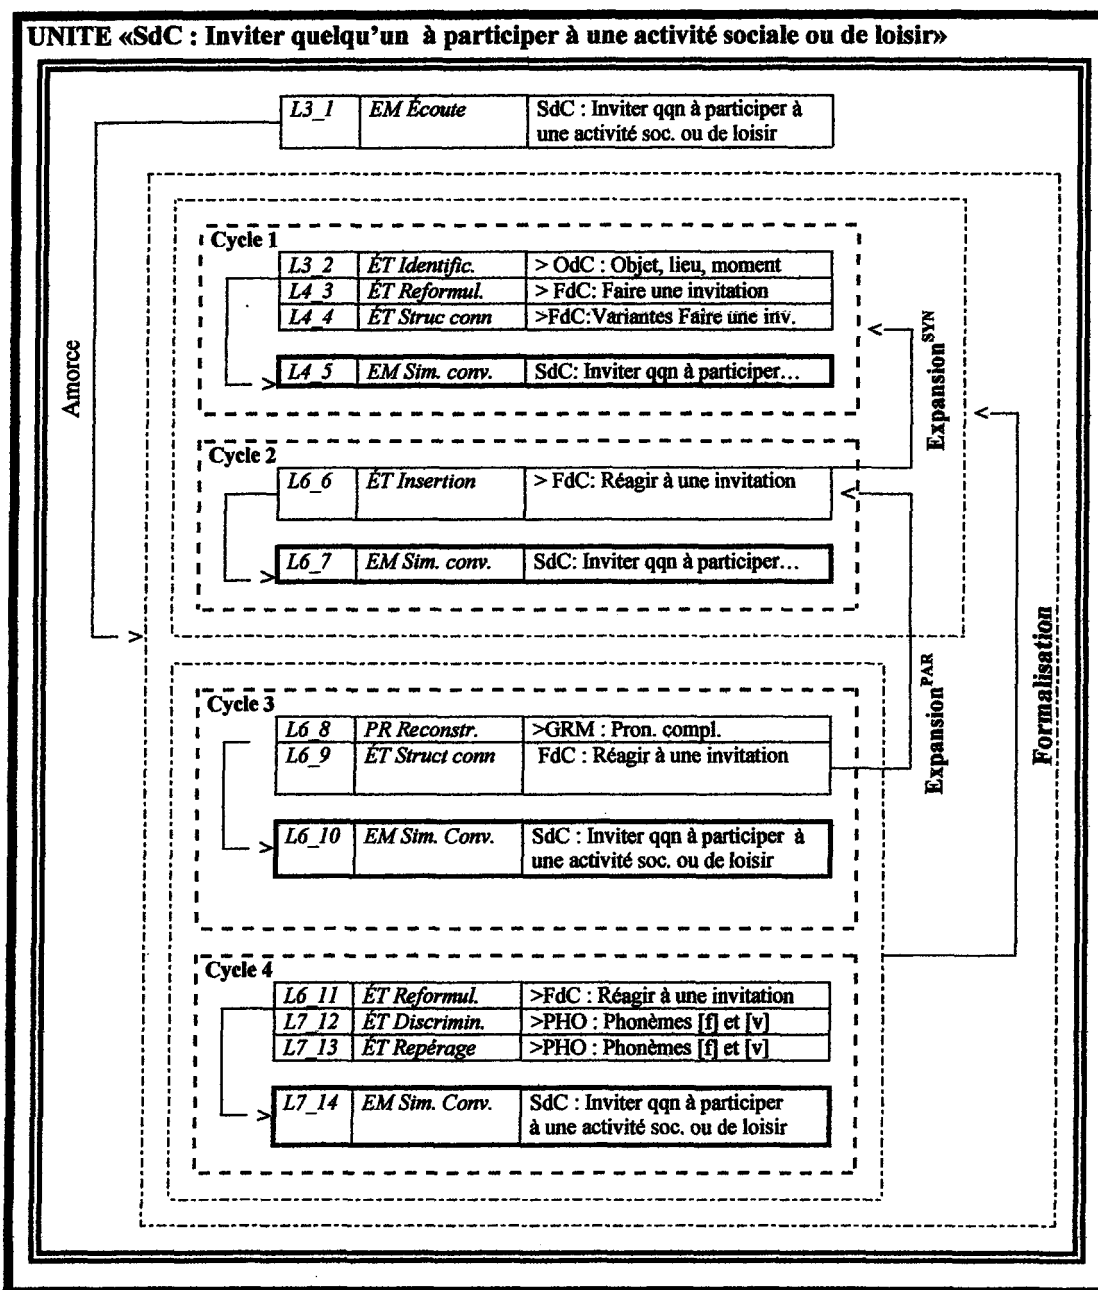 UNITE «SdC : Inviter quelqu'un à participer à une activité sociale ou de loisir»
L3_1 EM Écoute SdC : Inviter qqn à participer à
une activité soc. ou de loisir
Amorce
Cycle 1
L3_2 ÉT Identific. > OdC : Objet, lieu, moment
L4_3 ÉT Reformul. > FdC: Faire une invitation
L4_4 ÉT Struc conn >FdC:Variantes Faire une inv.
L4_5 EM Sim. conv. SdC: Inviter qqn à participer…
Expansion SYN
Cycle 2
L6_6 ÉT Insertion > FdC: Réagir à une invitation
L6_7 EM Sim. conv. SdC: Inviter qqn à participer…
Expansion PAR
Formalisation
Cycle 3
L6_8 PR Reconstr. >GRM : Pron. compl.
L6_9 ÉT Struct conn FdC : Réagir à une invitation
L6_10 EM Sim. Conv. SdC : Inviter qqn à participer à
une activité soc. ou de loisir
Cycle 4
L6_11 ÉT Reformul. >FdC : Réagir à une invitation
L7_12 ÉT Discrimin. >PHO : Phonèmes [f] et [v]
L7_13 ÉT Repérage >PHO : Phonèmes [f] et [v]
L7_14 EM Sim. Conv. SdC : Inviter qqn à participer
à une activité soc. ou de loisir